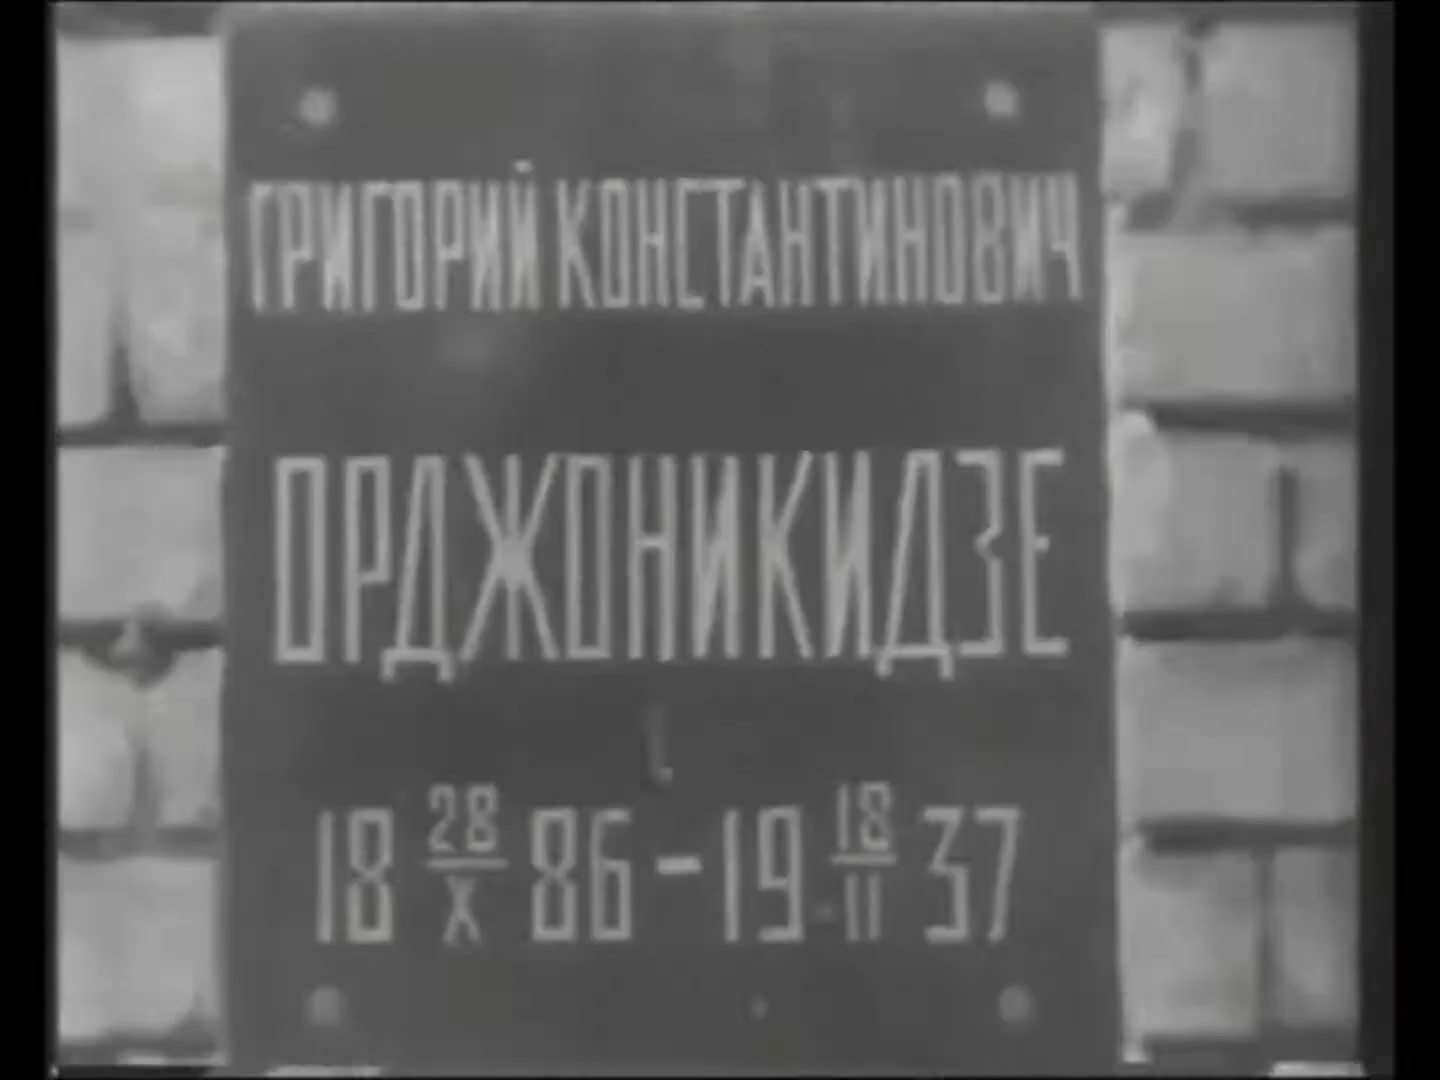 ГРИГОРИЙ КОНСТАНТИНОВИЧ
ОРДЖОНИКИДЗЕ
18 28/X 86 - 19 18/II 37